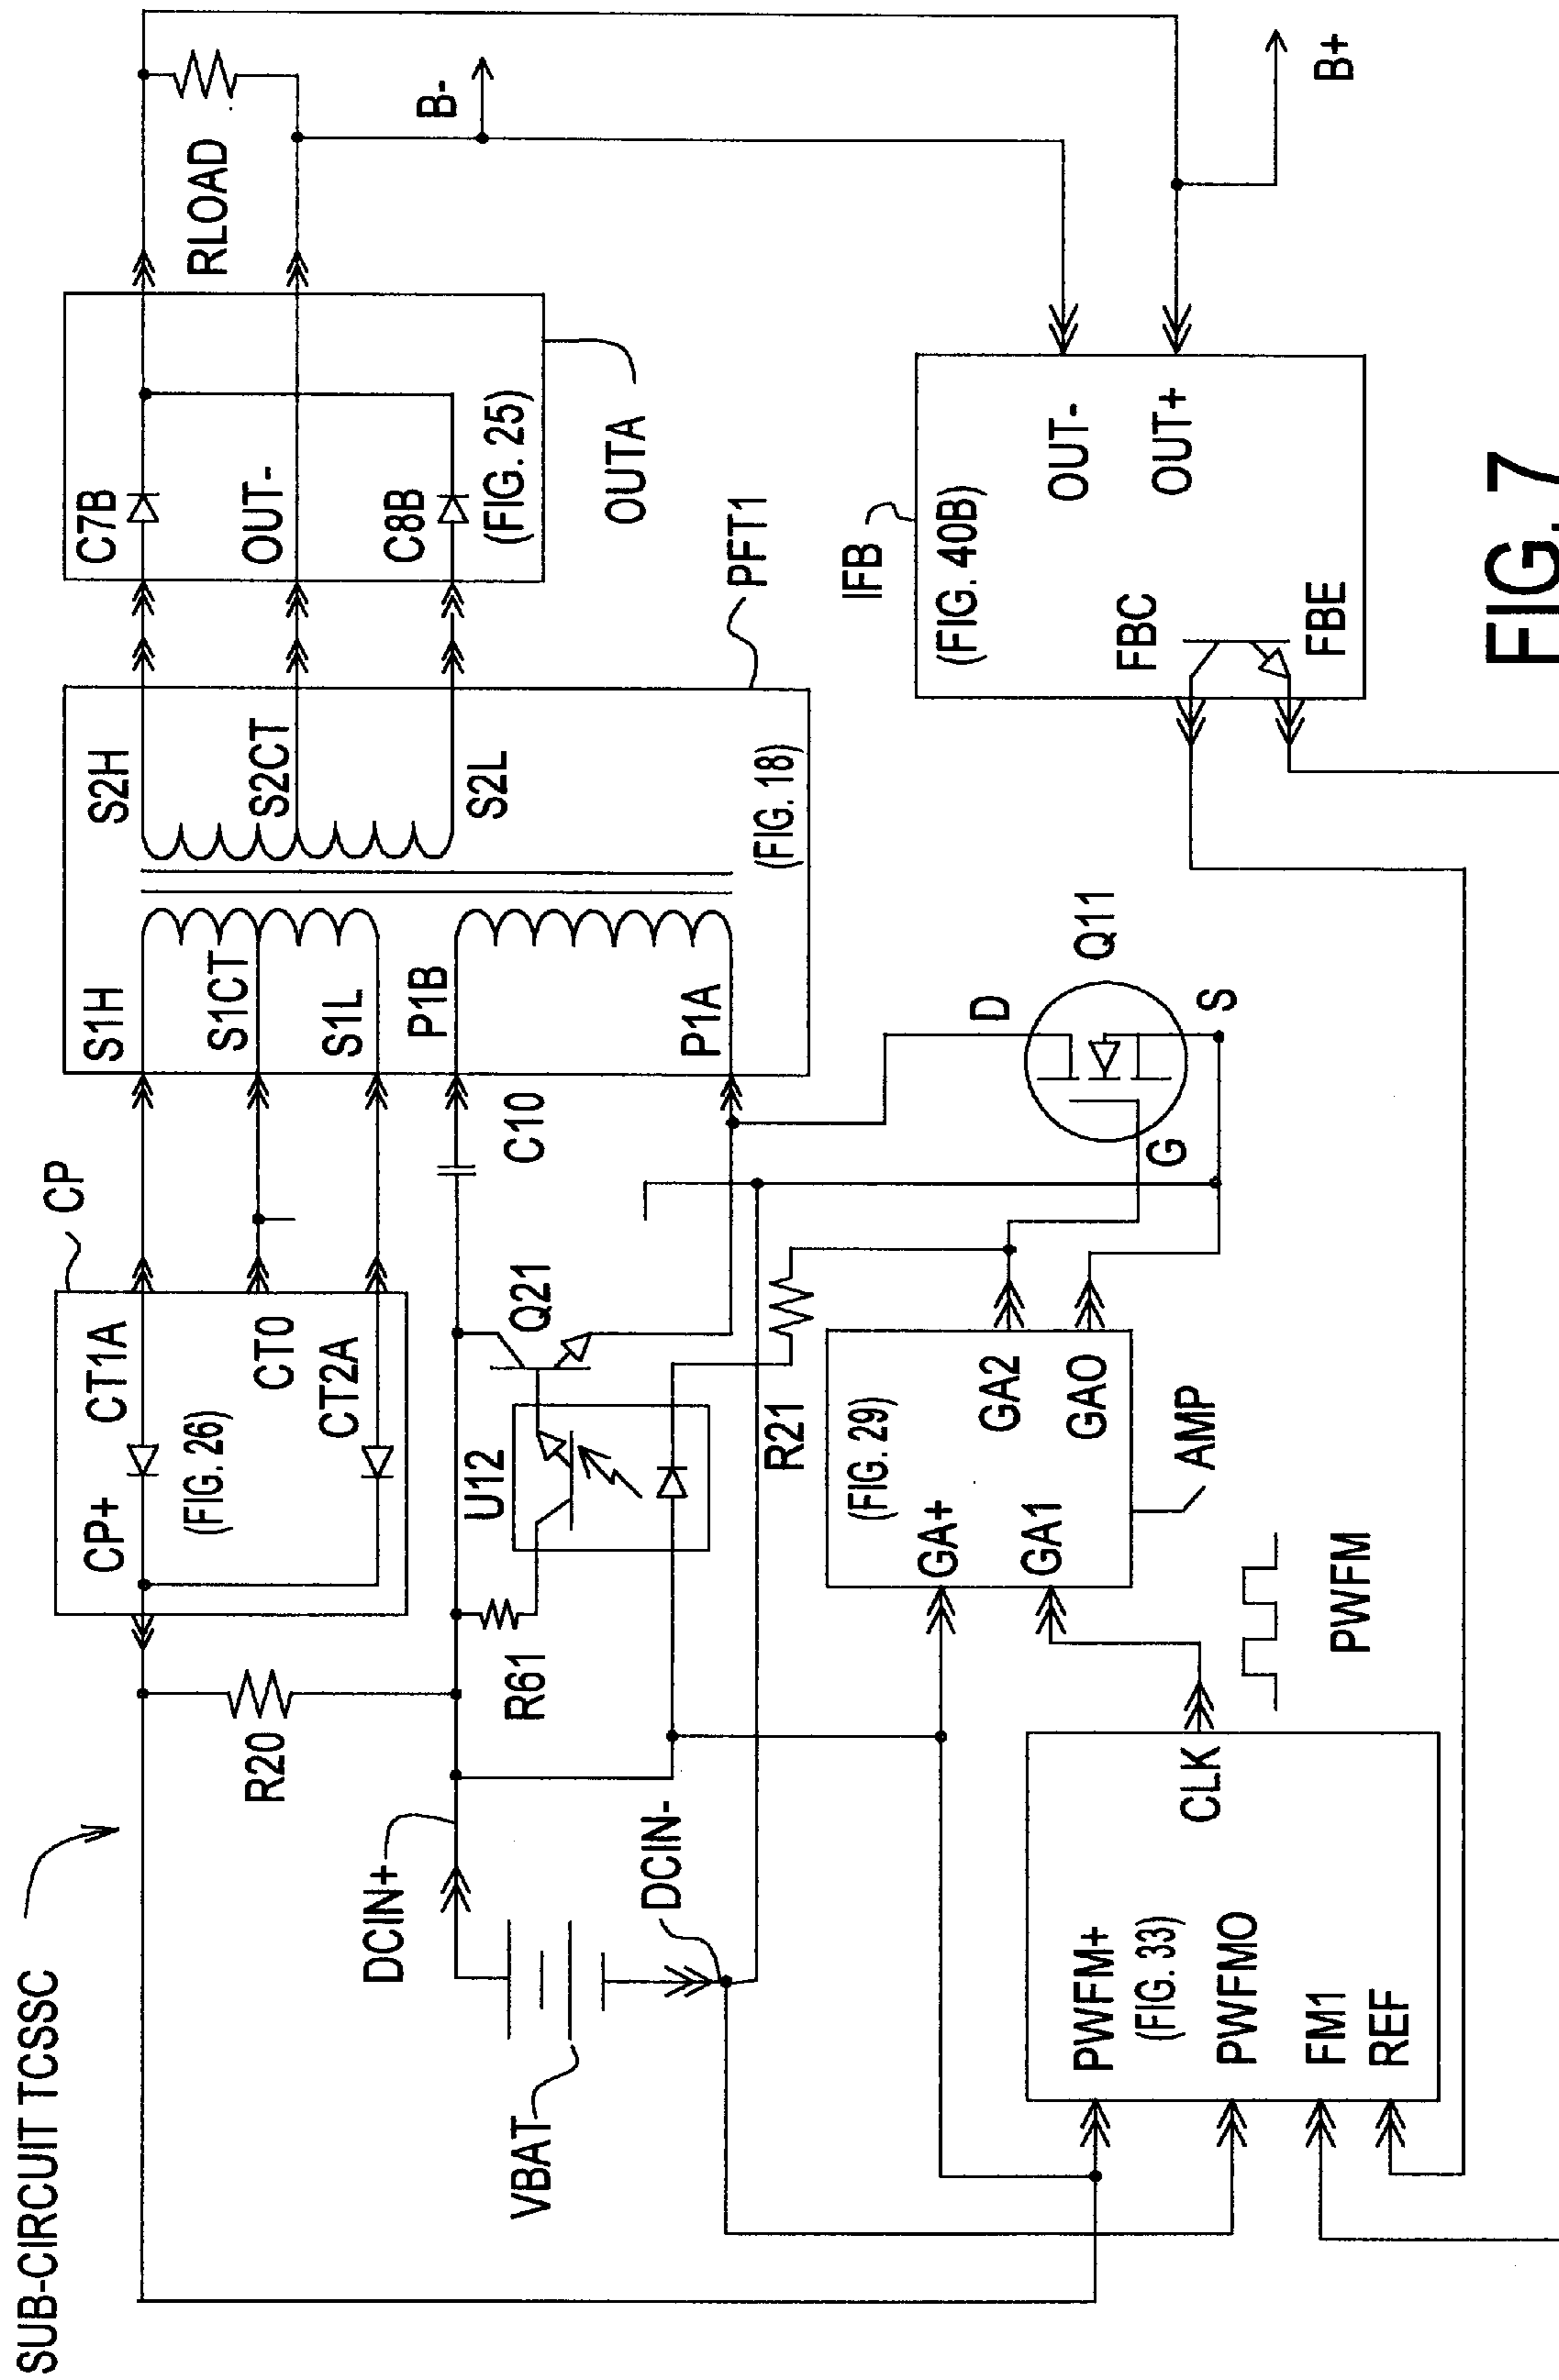 SUB-CIRCUIT TCSSC
CP
CP+
CT1A
(FIG. 26)
CT0
CT2A
S1H
S1CT
S1L
P1B
P1A
S2H
S2CT
S2L
(FIG. 18)
PFT1
C7B
OUT-
C8B
(FIG. 25)
OUTA
RLOAD
B-
B+
R20
DCIN+
VBAT
DCIN-
R61
U12
Q21
C10
R21
D
Q11
G
S
(FIG. 29)
GA+
GA1
GA2
GAO
AMP
PWFM
PWFM+
(FIG. 33)
PWFMO
FM1
REF
CLK
IFB
(FIG. 40B)
FBC
FBE
OUT-
OUT+
FIG. 7